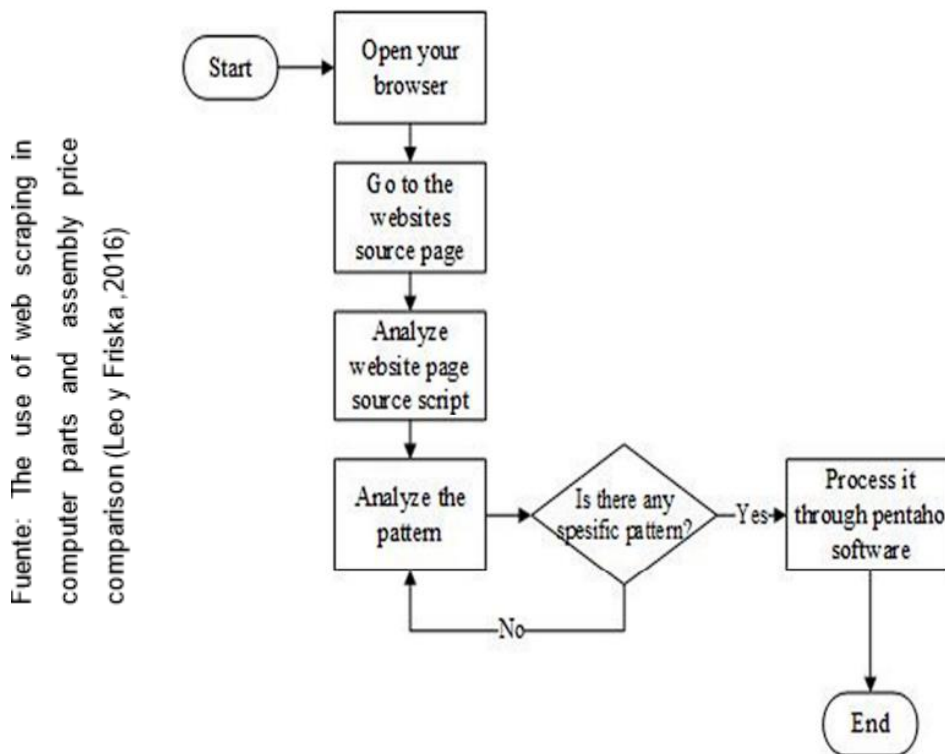 Fuente: The use of web scraping in
computer parts and assembly price
comparison (Leo y Friska ,2016)
Start
Open your
browser
Go to the
websites
source page
Analyze
website page
source script
Analyze the
pattern
Is there any
spesific pattern?
Yes
Process it
through pentaho
software
No
End